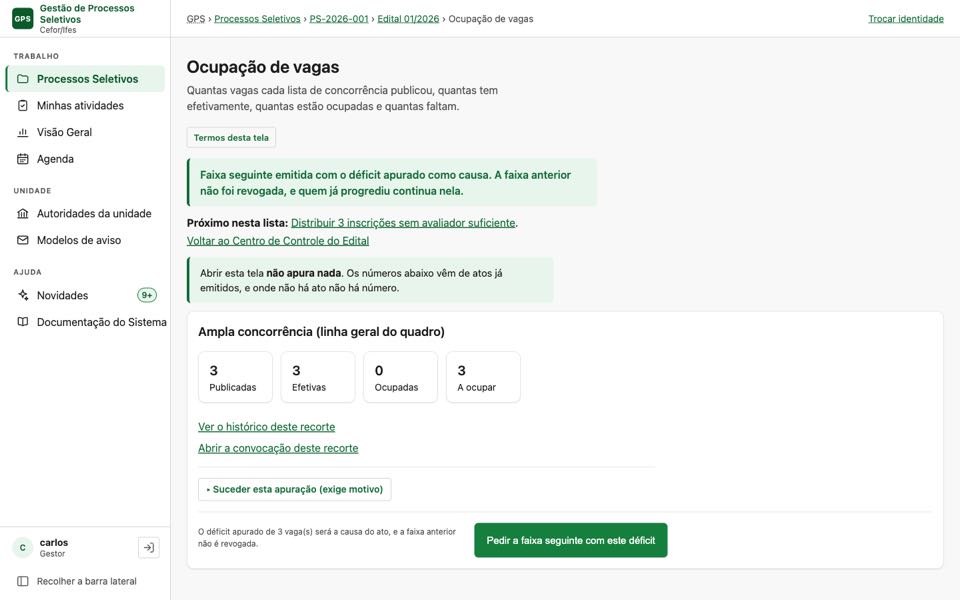 GPS
Gestão de Processos
Seletivos
Cefor/Ifes
GPS › Processos Seletivos › PS-2026-001 › Edital 01/2026 › Ocupação de vagas
Trocar identidade
TRABALHO
Processos Seletivos
Minhas atividades
Visão Geral
Agenda
UNIDADE
Autoridades da unidade
Modelos de aviso
AJUDA
Novidades 9+
Documentação do Sistema
C
carlos
Gestor
Recolher a barra lateral
Ocupação de vagas
Quantas vagas cada lista de concorrência publicou, quantas tem
efetivamente, quantas estão ocupadas e quantas faltam.
Termos desta tela
Faixa seguinte emitida com o déficit apurado como causa. A faixa anterior
não foi revogada, e quem já progrediu continua nela.
Próximo nesta lista: Distribuir 3 inscrições sem avaliador suficiente.
Voltar ao Centro de Controle do Edital
Abrir esta tela não apura nada. Os números abaixo vêm de atos já
emitidos, e onde não há ato não há número.
Ampla concorrência (linha geral do quadro)
3 3 0 3
Publicadas Efetivas Ocupadas A ocupar
Ver o histórico deste recorte
Abrir a convocação deste recorte
▸ Suceder esta apuração (exige motivo)
O déficit apurado de 3 vaga(s) será a causa do ato, e a faixa anterior
não é revogada.
Pedir a faixa seguinte com este déficit